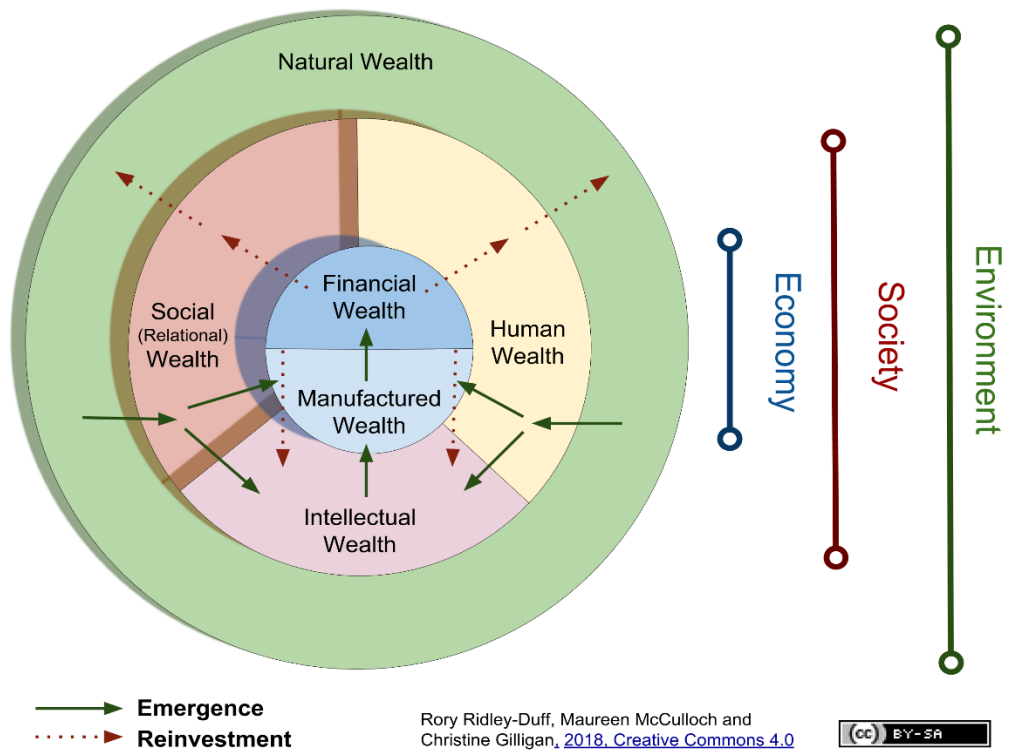 Natural Wealth
Financial
Wealth
Social
(Relational)
Wealth
Human
Wealth
Manufactured
Wealth
Intellectual
Wealth
Economy
Society
Environment
Emergence
Reinvestment
Rory Ridley-Duff, Maureen McCulloch and
Christine Gilligan, 2018, Creative Commons 4.0
cc BY-SA